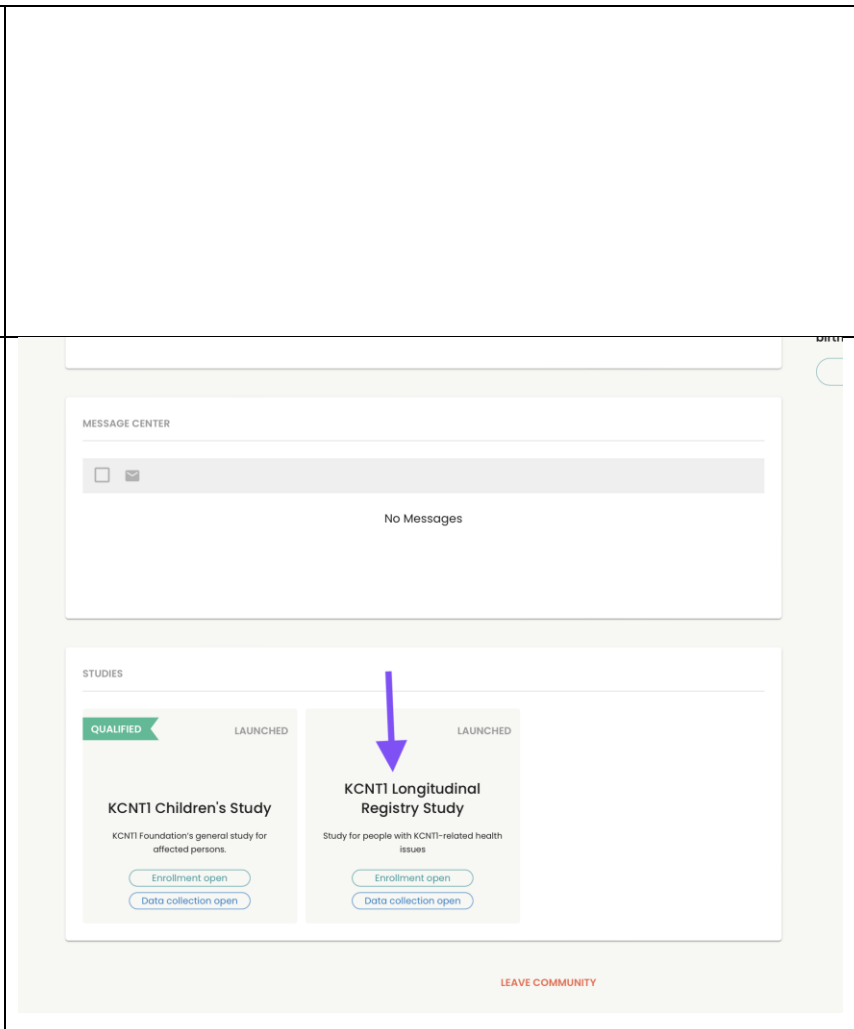 MESSAGE CENTER
No Messages
STUDIES
QUALIFIED
LAUNCHED
KCNT1 Children's Study
KCNT1 Foundation's general study for
affected persons.
Enrollment open
Data collection open
LAUNCHED
KCNT1 Longitudinal
Registry Study
Study for people with KCNT1-related health
issues
Enrollment open
Data collection open
LEAVE COMMUNITY